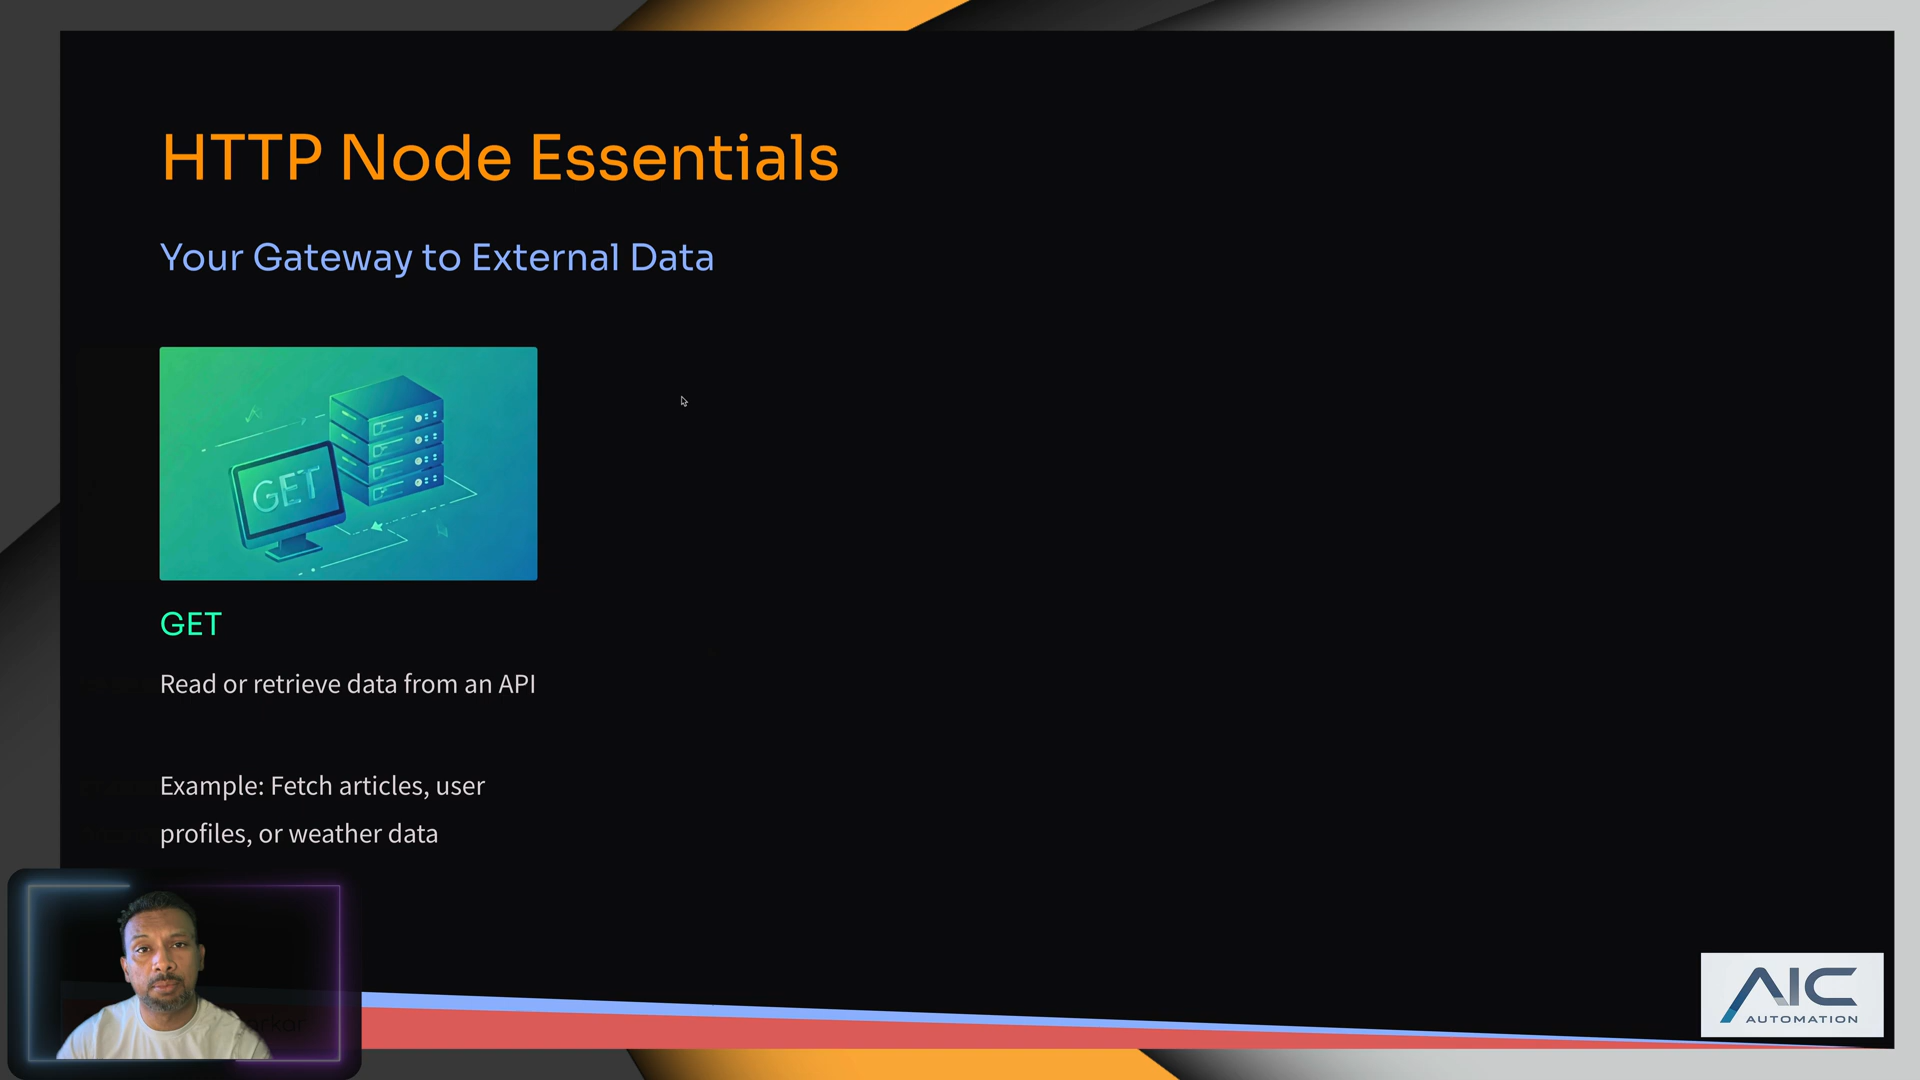 HTTP Node Essentials
Your Gateway to External Data
GET
GET
Read or retrieve data from an API
Example: Fetch articles, user
profiles, or weather data
AIC
AUTOMATION